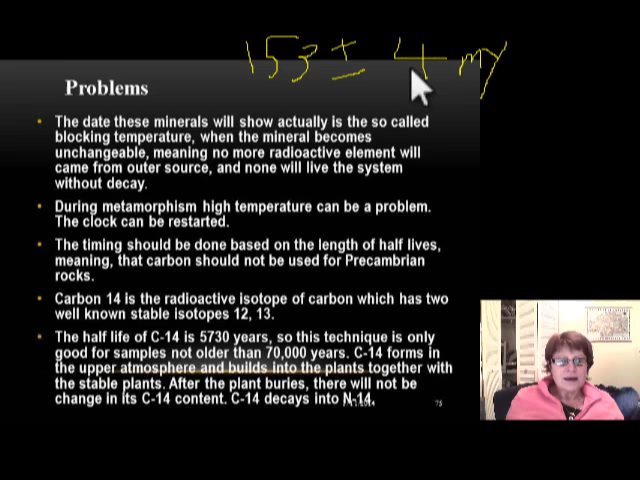 153 ± 4 my
Problems
• The date these minerals will show actually is the so called
blocking temperature, when the mineral becomes
unchangeable, meaning no more radioactive element will
came from outer source, and none will live the system
without decay.
• During metamorphism high temperature can be a problem.
The clock can be restarted.
• The timing should be done based on the length of half lives,
meaning, that carbon should not be used for Precambrian
rocks.
• Carbon 14 is the radioactive isotope of carbon which has two
well known stable isotopes 12, 13.
• The half life of C-14 is 5730 years, so this technique is only
good for samples not older than 70,000 years. C-14 forms in
the upper atmosphere and builds into the plants together with
the stable plants. After the plant buries, there will not be
change in its C-14 content. C-14 decays into N-14.
75